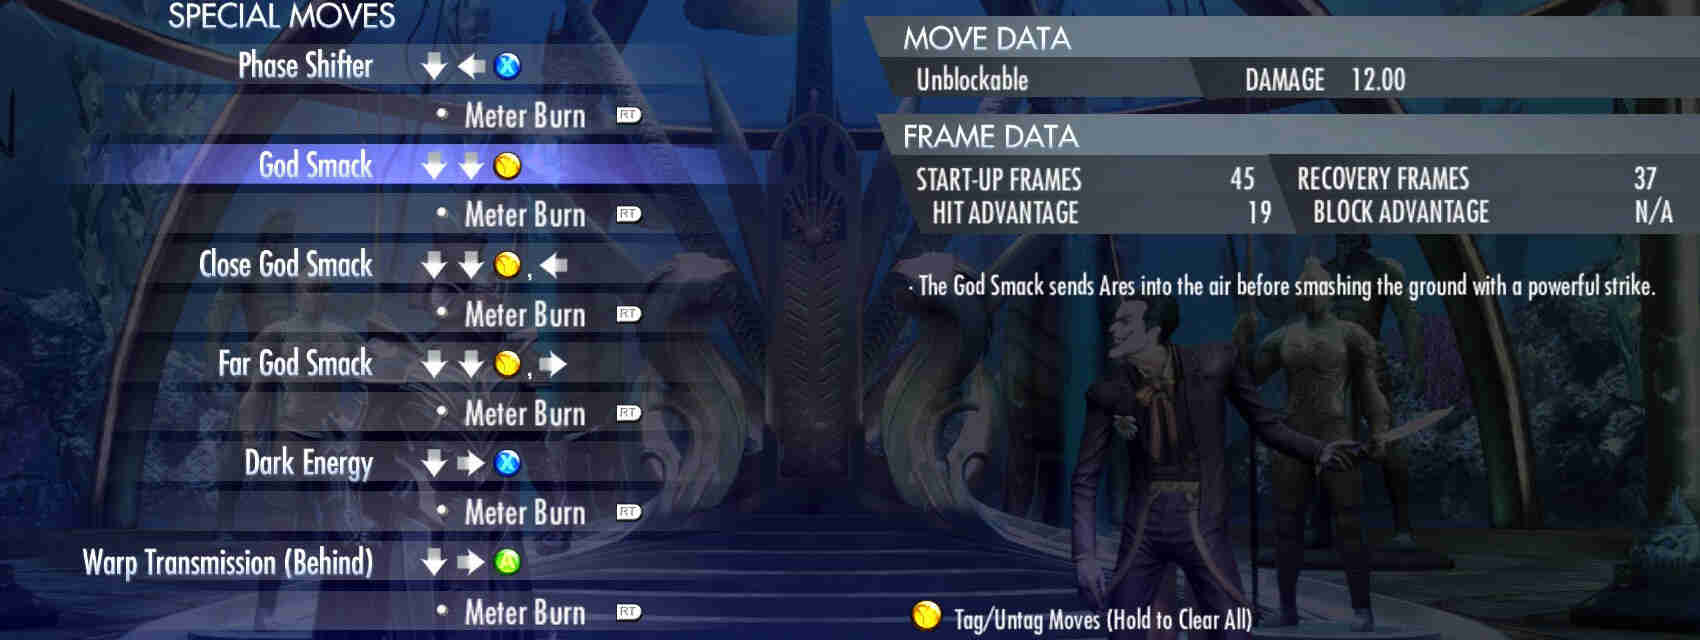 SPECIAL MOVES
Phase Shifter X
• Meter Burn RT
God Smack Y
• Meter Burn RT
Close God Smack Y ,
• Meter Burn RT
Far God Smack Y ,
• Meter Burn RT
Dark Energy X
• Meter Burn RT
Warp Transmission (Behind) A
• Meter Burn RT
MOVE DATA
Unblockable DAMAGE 12.00
FRAME DATA
START-UP FRAMES 45 RECOVERY FRAMES 37
HIT ADVANTAGE 19 BLOCK ADVANTAGE N/A
- The God Smack sends Ares into the air before smashing the ground with a powerful strike.
Y Tag/Untag Moves (Hold to Clear All)